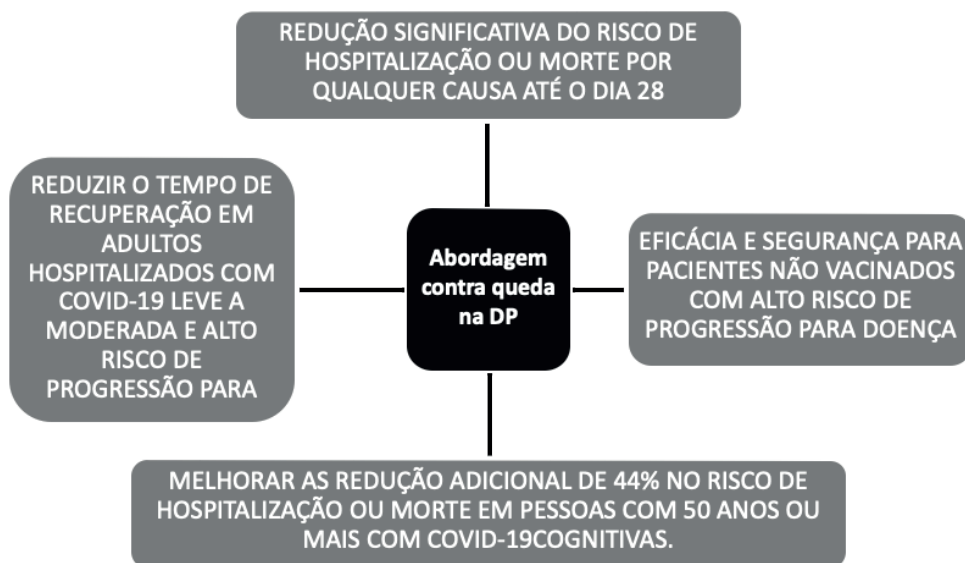 REDUÇÃO SIGNIFICATIVA DO RISCO DE
HOSPITALIZAÇÃO OU MORTE POR
QUALQUER CAUSA ATÉ O DIA 28
REDUZIR O TEMPO DE
RECUPERAÇÃO EM
ADULTOS
HOSPITALIZADOS COM
COVID-19 LEVE A
MODERADA E ALTO
RISCO DE
PROGRESSÃO PARA
Abordagem
contra queda
na DP
EFICÁCIA E SEGURANÇA PARA
PACIENTES NÃO VACINADOS
COM ALTO RISCO DE
PROGRESSÃO PARA DOENÇA
MELHORAR AS REDUÇÃO ADICIONAL DE 44% NO RISCO DE
HOSPITALIZAÇÃO OU MORTE EM PESSOAS COM 50 ANOS OU
MAIS COM COVID-19COGNITIVAS.